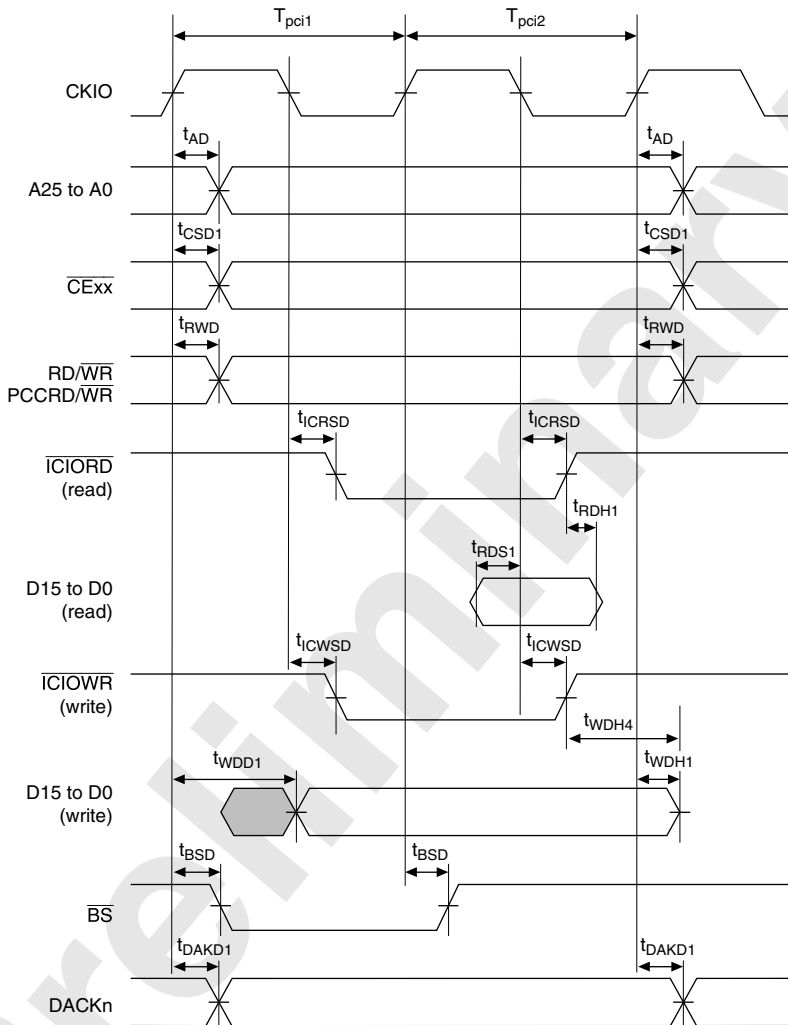 Tpci1 Tpci2
CKIO
tAD tAD
A25 to A0
tCSD1 tCSD1
CExx
tRWD tRWD
RD/WR
PCCRD/WR
tICRSD tICRSD
ICIORD
(read)
tRDH1
tRDS1
D15 to D0
(read)
tICWSD tICWSD
ICIOWR
(write)
tWDH4
tWDD1 tWDH1
D15 to D0
(write)
tBSD tBSD
BS
tDAKD1 tDAKD1
DACKn
reliminary